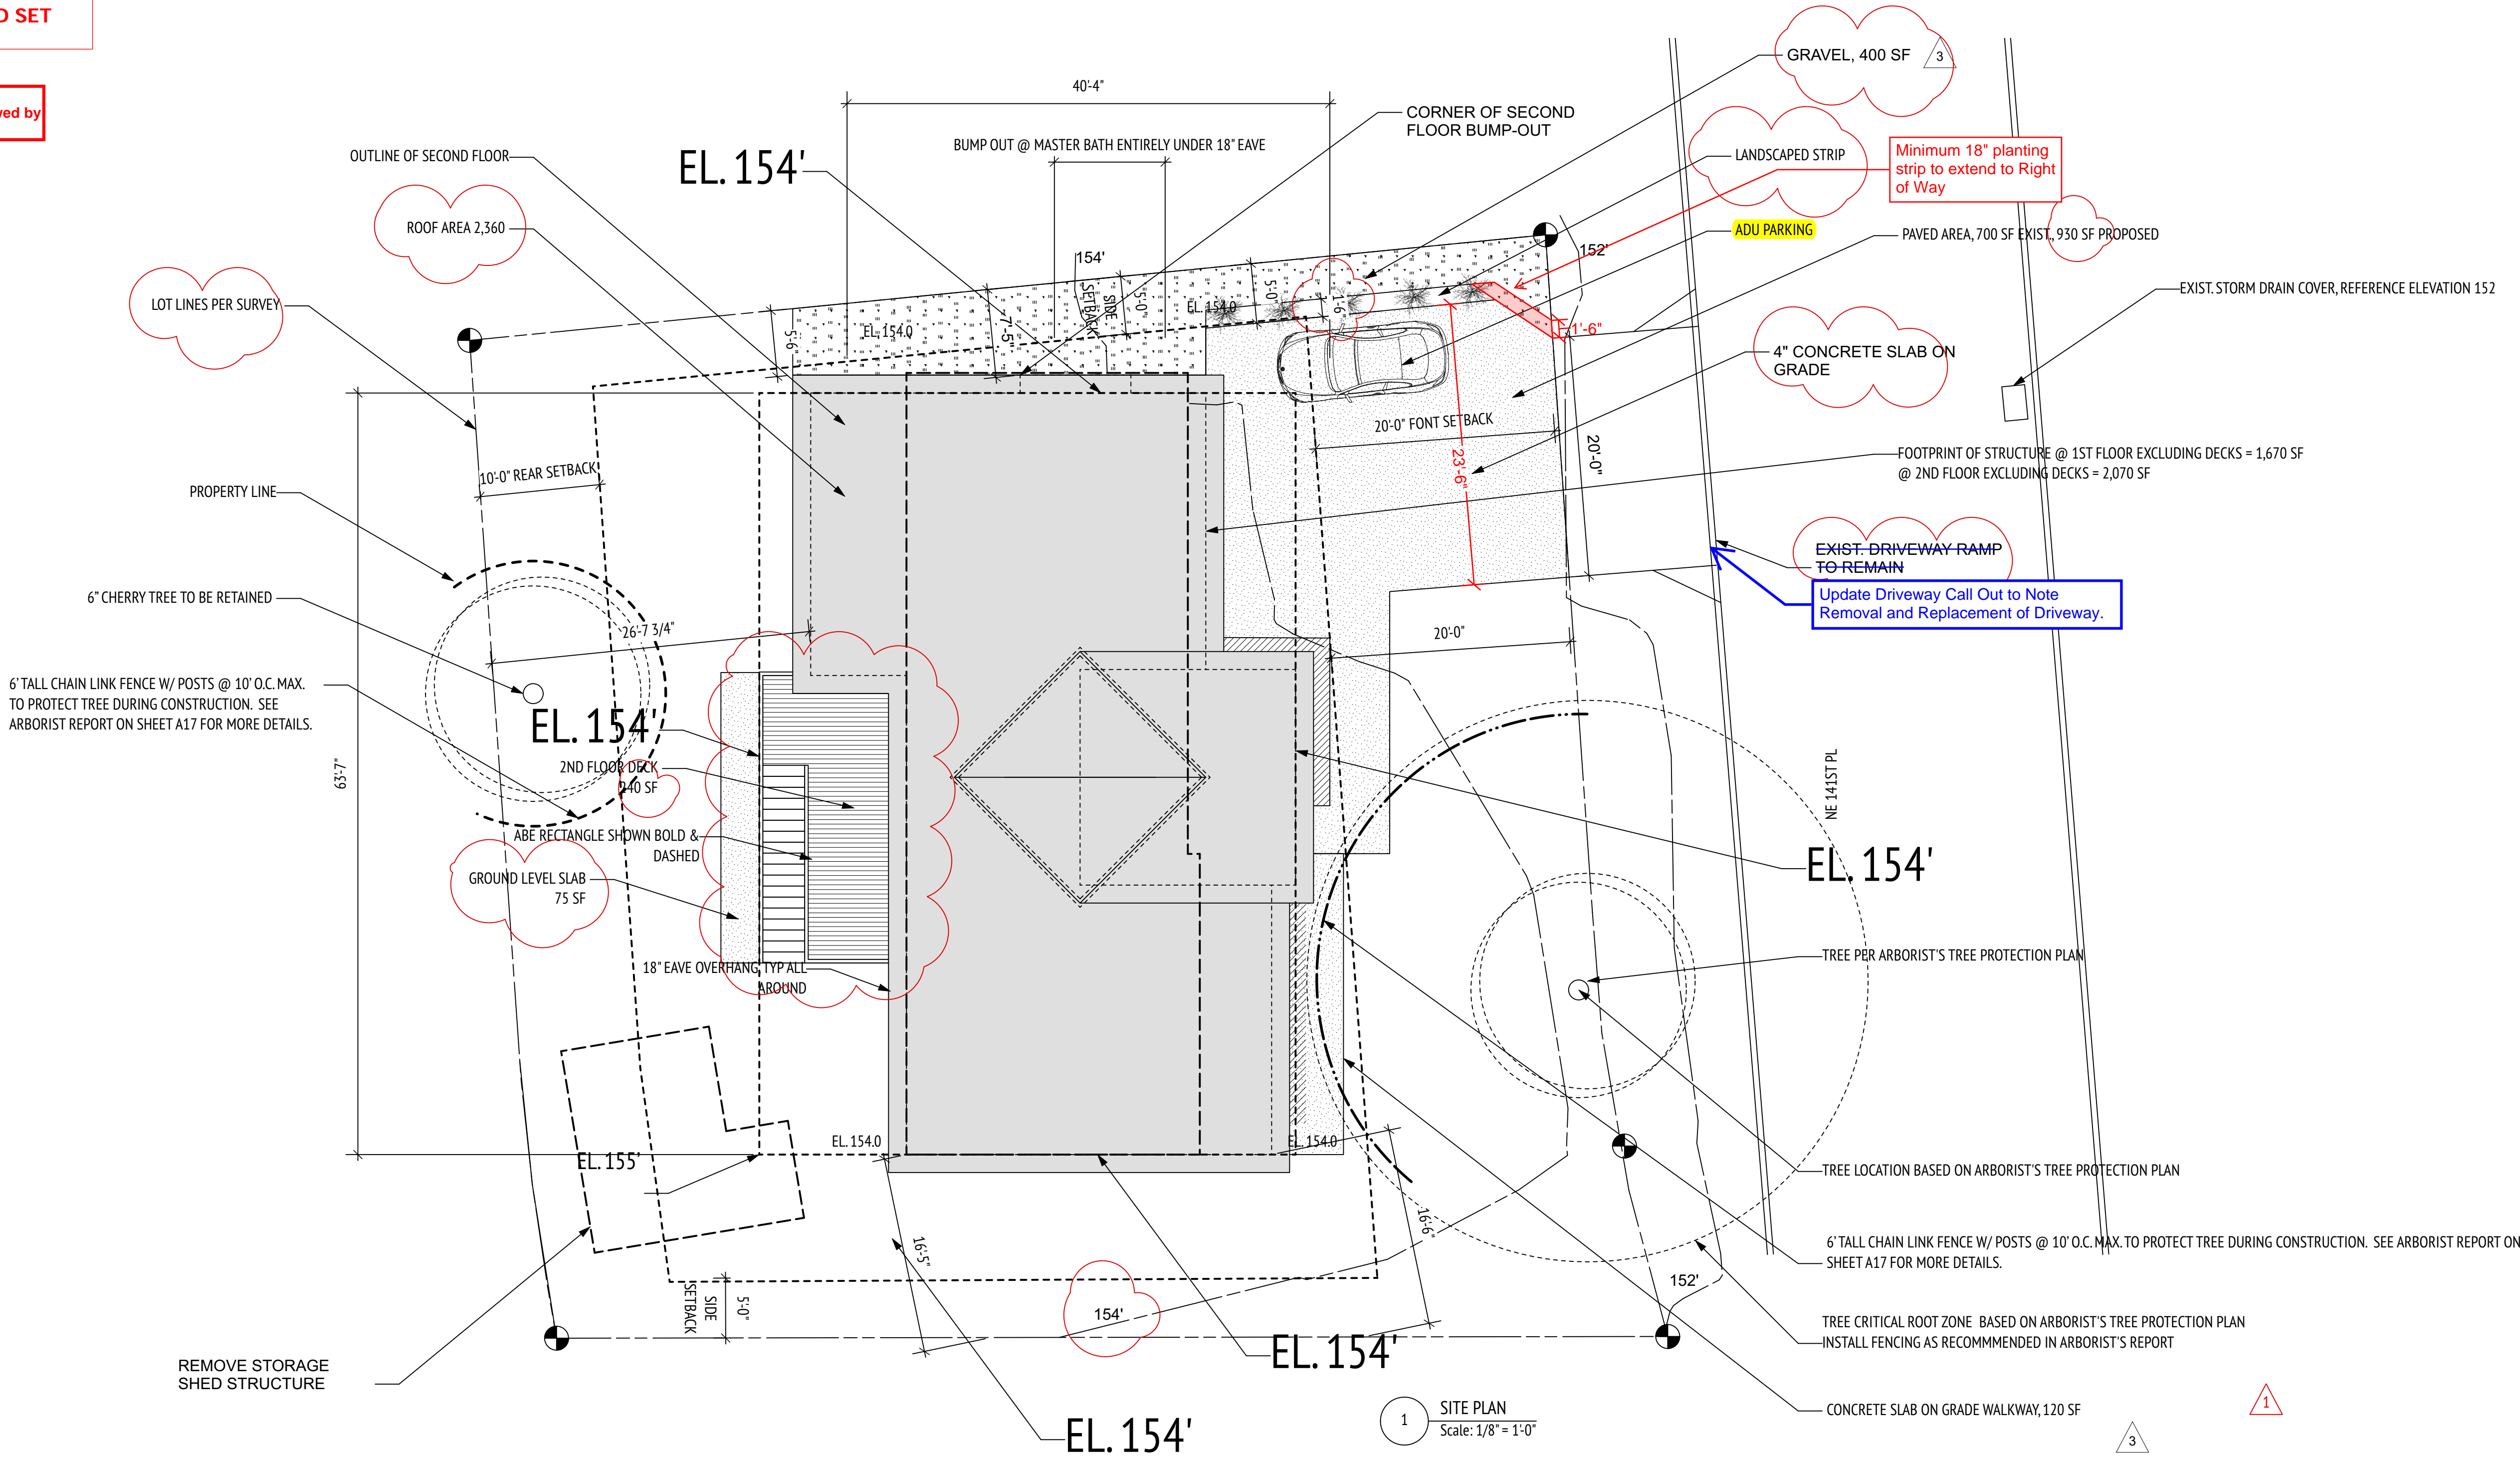 D SET
ved by
GRAVEL, 400 SF
3
40'-4"
CORNER OF SECOND
FLOOR BUMP-OUT
OUTLINE OF SECOND FLOOR
EL. 154'
BUMP OUT @ MASTER BATH ENTIRELY UNDER 18" EAVE
LANDSCAPED STRIP
Minimum 18" planting
strip to extend to Right
of Way
ROOF AREA 2,360
ADU PARKING
PAVED AREA, 700 SF EXIST., 930 SF PROPOSED
152'
154'
SIDE
SETBACK
5'-0"
5'-0"
LOT LINES PER SURVEY
EXIST. STORM DRAIN COVER, REFERENCE ELEVATION 152
EL. 154.0
EL. 154.0
1'-6"
5'-6"
7'-5"
1'-6"
4" CONCRETE SLAB ON
GRADE
20'-0" FONT SETBACK
20'-0"
23'-6"
10'-0" REAR SETBACK
FOOTPRINT OF STRUCTURE @ 1ST FLOOR EXCLUDING DECKS = 1,670 SF
@ 2ND FLOOR EXCLUDING DECKS = 2,070 SF
PROPERTY LINE
EXIST. DRIVEWAY RAMP
TO REMAIN
Update Driveway Call Out to Note
Removal and Replacement of Driveway.
6" CHERRY TREE TO BE RETAINED
26'-7 3/4"
20'-0"
6' TALL CHAIN LINK FENCE W/ POSTS @ 10' O.C. MAX.
TO PROTECT TREE DURING CONSTRUCTION. SEE
ARBORIST REPORT ON SHEET A17 FOR MORE DETAILS.
EL. 154'
63'-7"
2ND FLOOR DECK
240 SF
NE 141ST PL
ABE RECTANGLE SHOWN BOLD &
DASHED
EL. 154'
GROUND LEVEL SLAB
75 SF
18" EAVE OVERHANG TYP ALL
AROUND
TREE PER ARBORIST'S TREE PROTECTION PLAN
EL. 154.0
EL. 154.0
EL. 155'
TREE LOCATION BASED ON ARBORIST'S TREE PROTECTION PLAN
16'-5"
16'-6"
6' TALL CHAIN LINK FENCE W/ POSTS @ 10' O.C. MAX. TO PROTECT TREE DURING CONSTRUCTION. SEE ARBORIST REPORT ON
SHEET A17 FOR MORE DETAILS.
152'
SIDE
SETBACK
5'-0"
154'
TREE CRITICAL ROOT ZONE BASED ON ARBORIST'S TREE PROTECTION PLAN
INSTALL FENCING AS RECOMMMENDED IN ARBORIST'S REPORT
EL. 154'
REMOVE STORAGE
SHED STRUCTURE
EL. 154'
1
SITE PLAN
Scale: 1/8" = 1'-0"
CONCRETE SLAB ON GRADE WALKWAY, 120 SF
1
3